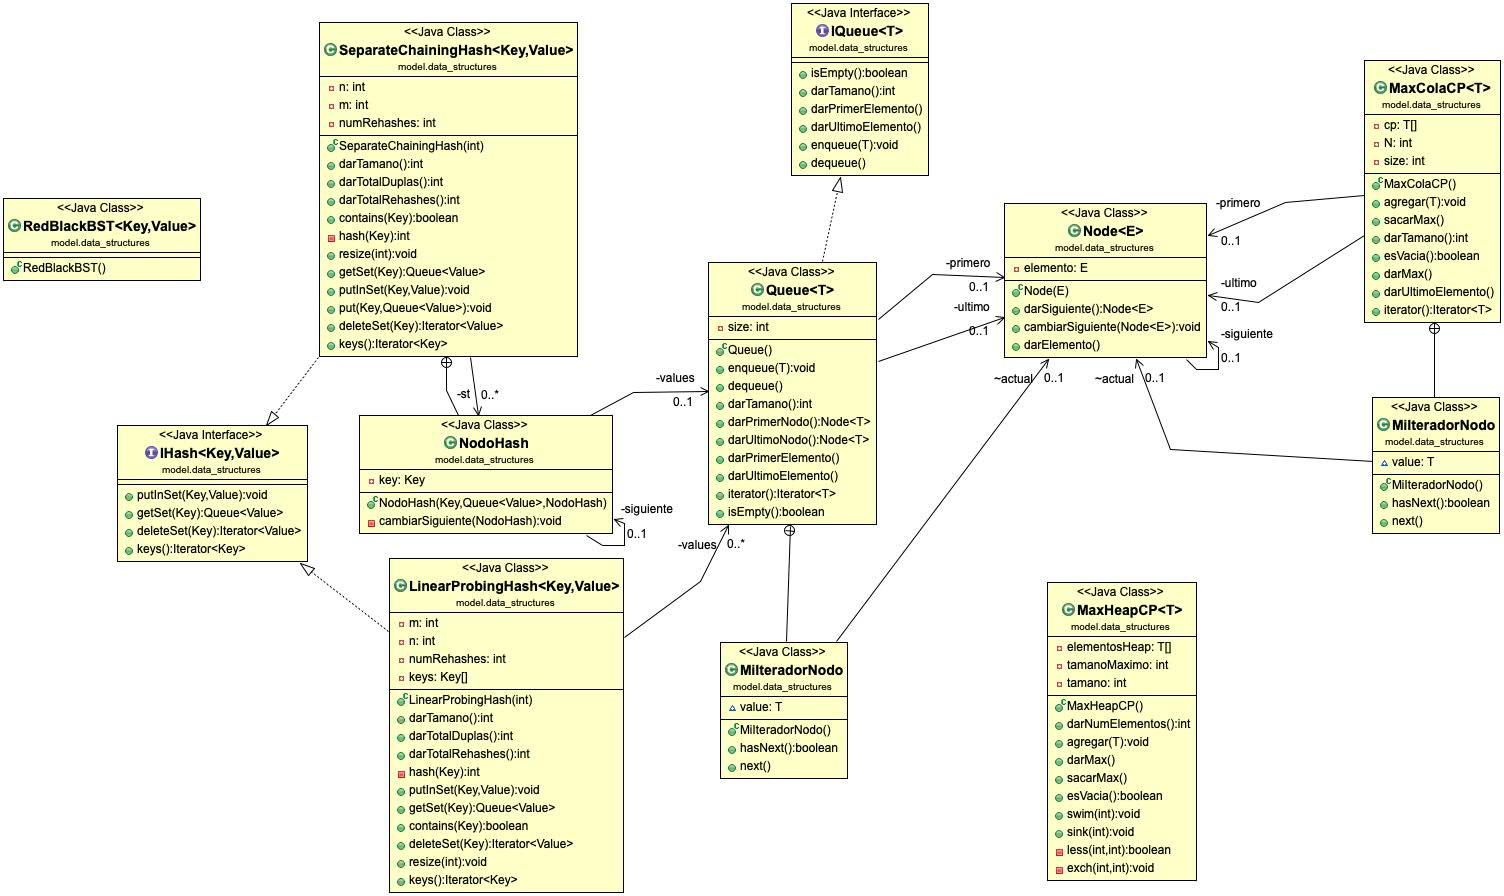 <<Java Class>>
SeparateChainingHash<Key,Value>
model.data_structures
n: int
m: int
numRehashes: int
SeparateChainingHash(int)
darTamano():int
darTotalDuplas():int
darTotalRehashes():int
contains(Key):boolean
hash(Key):int
resize(int):void
getSet(Key):Queue<Value>
putInSet(Key,Value):void
put(Key,Queue<Value>):void
deleteSet(Key):Iterator<Value>
keys():Iterator<Key>
<<Java Interface>>
IQueue<T>
model.data_structures
isEmpty():boolean
darTamano():int
darPrimerElemento()
darUltimoElemento()
enqueue(T):void
dequeue()
<<Java Class>>
MaxColaCP<T>
model.data_structures
cp: T[]
N: int
size: int
MaxColaCP()
agregar(T):void
sacarMax()
darTamano():int
esVacia():boolean
darMax()
darUltimoElemento()
iterator():Iterator<T>
<<Java Class>>
RedBlackBST<Key,Value>
model.data_structures
RedBlackBST()
<<Java Class>>
Node<E>
model.data_structures
elemento: E
Node(E)
darSiguiente():Node<E>
cambiarSiguiente(Node<E>):void
darElemento()
-primero
0..1
-ultimo
0..1
-siguiente
0..1
<<Java Class>>
Queue<T>
model.data_structures
size: int
Queue()
enqueue(T):void
dequeue()
darTamano():int
darPrimerNodo():Node<T>
darUltimoNodo():Node<T>
darPrimerElemento()
darUltimoElemento()
iterator():Iterator<T>
isEmpty():boolean
-primero
0..1
-ultimo
0..1
~actual
0..1
~actual
0..1
-st
0..*
-values
0..1
<<Java Class>>
NodoHash
model.data_structures
key: Key
NodoHash(Key,Queue<Value>,NodoHash)
cambiarSiguiente(NodoHash):void
-siguiente
0..1
<<Java Interface>>
IHash<Key,Value>
model.data_structures
putInSet(Key,Value):void
getSet(Key):Queue<Value>
deleteSet(Key):Iterator<Value>
keys():Iterator<Key>
<<Java Class>>
MiIteradorNodo
model.data_structures
value: T
MiIteradorNodo()
hasNext():boolean
next()
-values
0..*
<<Java Class>>
LinearProbingHash<Key,Value>
model.data_structures
m: int
n: int
numRehashes: int
keys: Key[]
LinearProbingHash(int)
darTamano():int
darTotalDuplas():int
darTotalRehashes():int
hash(Key):int
putInSet(Key,Value):void
getSet(Key):Queue<Value>
contains(Key):boolean
deleteSet(Key):Iterator<Value>
resize(int):void
keys():Iterator<Key>
<<Java Class>>
MiIteradorNodo
model.data_structures
value: T
MiIteradorNodo()
hasNext():boolean
next()
<<Java Class>>
MaxHeapCP<T>
model.data_structures
elementosHeap: T[]
tamanoMaximo: int
tamano: int
MaxHeapCP()
darNumElementos():int
agregar(T):void
darMax()
sacarMax()
esVacia():boolean
swim(int):void
sink(int):void
less(int,int):boolean
exch(int,int):void